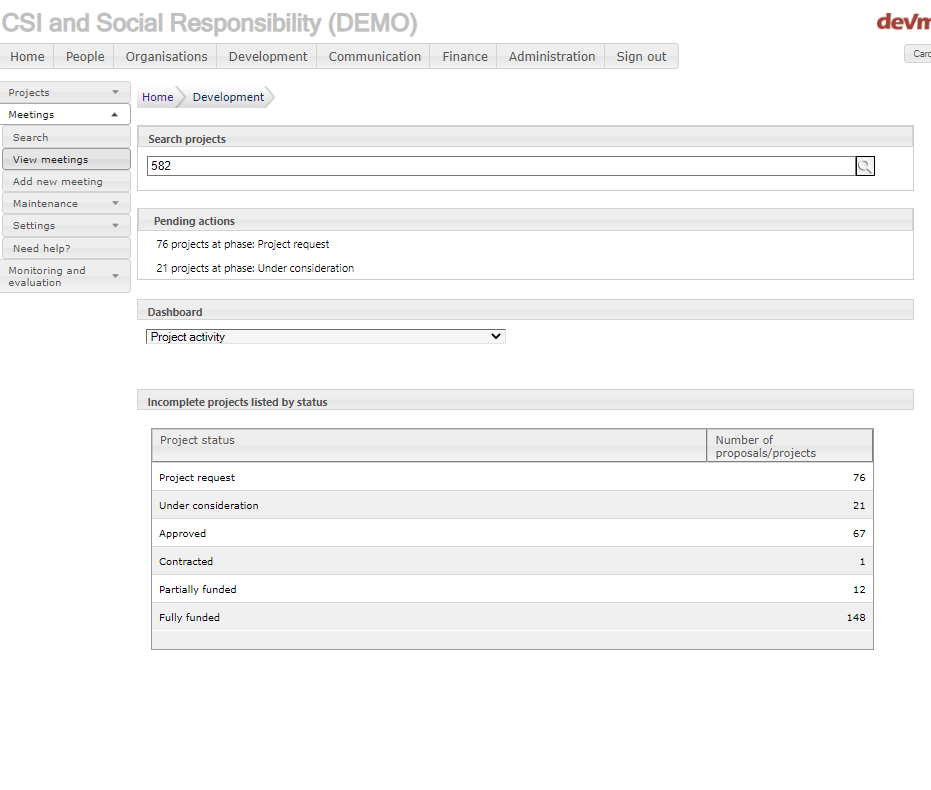 CSI and Social Responsibility (DEMO)
Home People Organisations Development Communication Finance Administration Sign out
Projects
Meetings
Search
View meetings
Add new meeting
Maintenance
Settings
Need help?
Monitoring and
evaluation
Home Development
Search projects
582
Pending actions
76 projects at phase: Project request
21 projects at phase: Under consideration
Dashboard
Project activity
Incomplete projects listed by status
Project status Number of
proposals/projects
Project request 76
Under consideration 21
Approved 67
Contracted 1
Partially funded 12
Fully funded 148